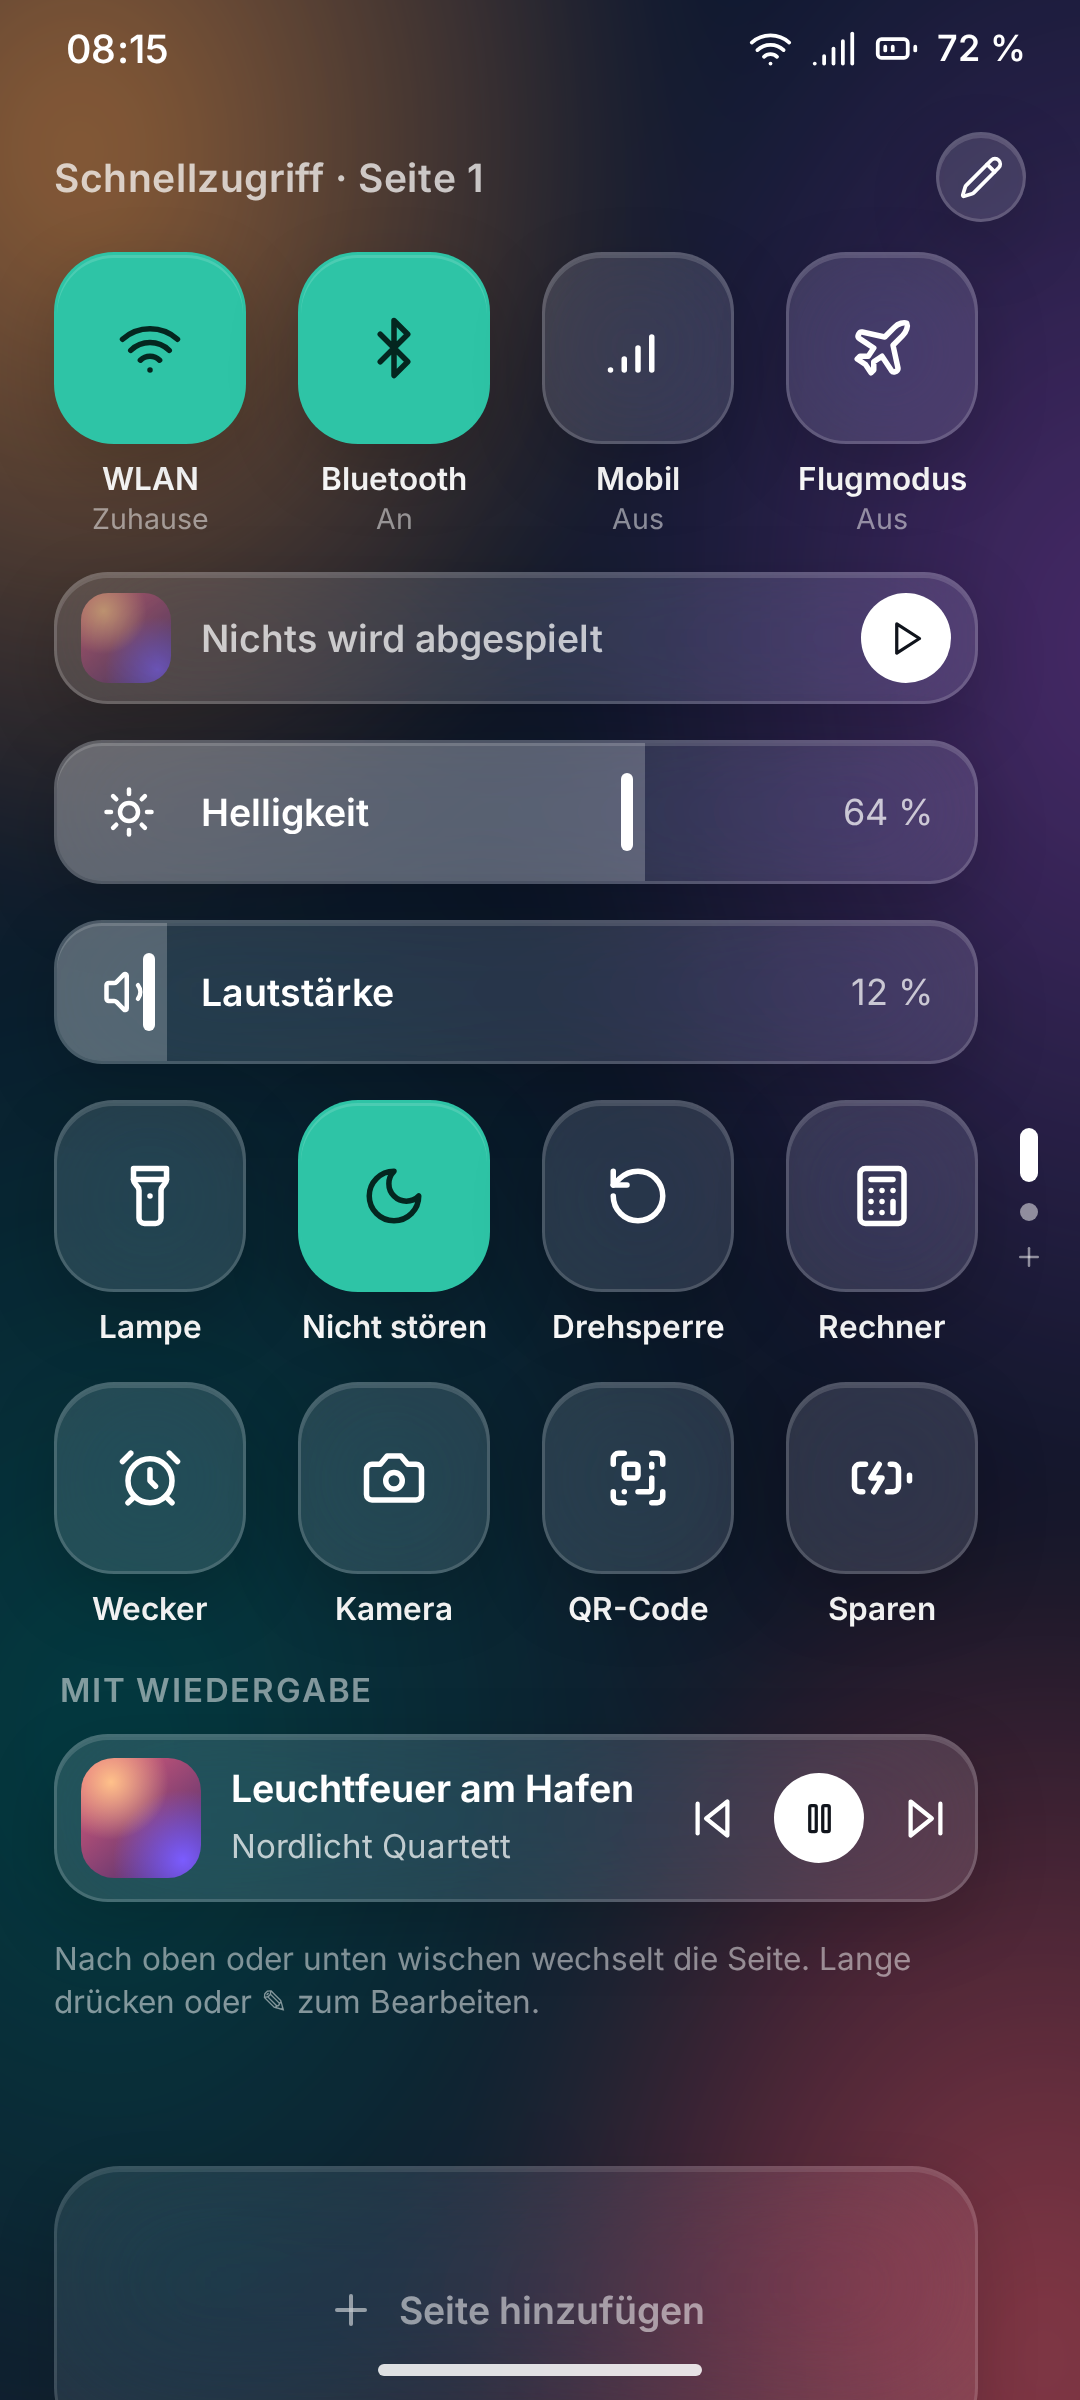 08:15
72 %
Schnellzugriff · Seite 1
WLAN
Zuhause
Bluetooth
An
Mobil
Aus
Flugmodus
Aus
Nichts wird abgespielt
Helligkeit
64 %
Lautstärke
12 %
Lampe
Nicht stören
Drehsperre
Rechner
Wecker
Kamera
QR-Code
Sparen
MIT WIEDERGABE
Leuchtfeuer am Hafen
Nordlicht Quartett
Nach oben oder unten wischen wechselt die Seite. Lange
drücken oder ✎ zum Bearbeiten.
Seite hinzufügen